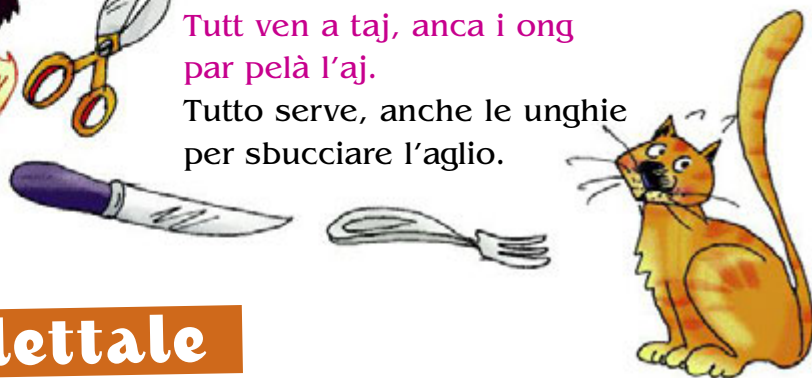 Tutt ven a taj, anca i ong
par pelà l'aj.
Tutto serve, anche le unghie
per sbucciare l'aglio.
lettale